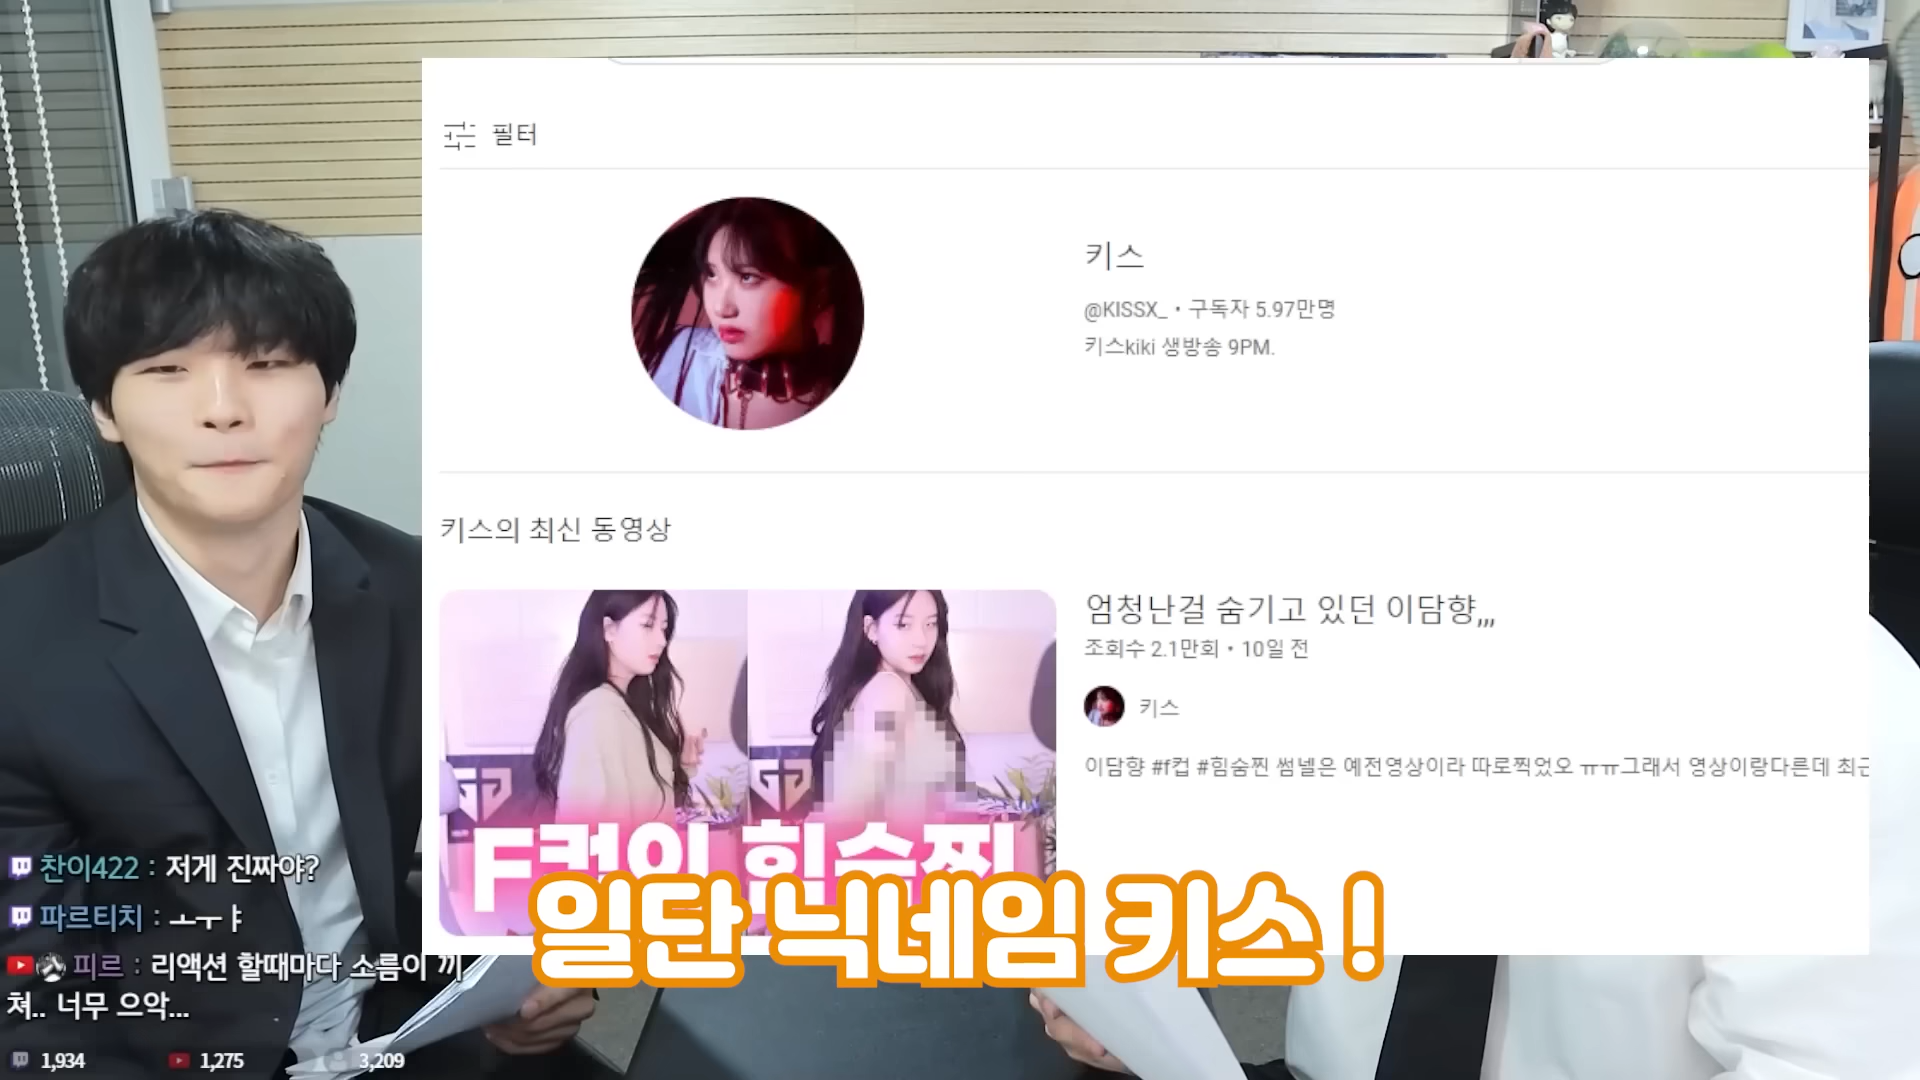 필터
키스
@KISSX_ • 구독자 5.97만명
키스kiki 생방송 9PM.
키스의 최신 동영상
엄청난걸 숨기고 있던 이담향,,,
조회수 2.1만회 • 10일 전
키스
이담향 #f컵 #힘숨찐 썸넬은 예전영상이라 따로찍었오 ㅠㅠ그래서 영상이랑다른데 최근
F컵인 힘숨찐
일단 닉네임 키스 !
찬이422 : 저게 진짜야?
파르티치 : ㅗㅜㅑ
피르 : 리액션 할때마다 소름이 끼
쳐.. 너무 으악...
1,934 1,275 3,209